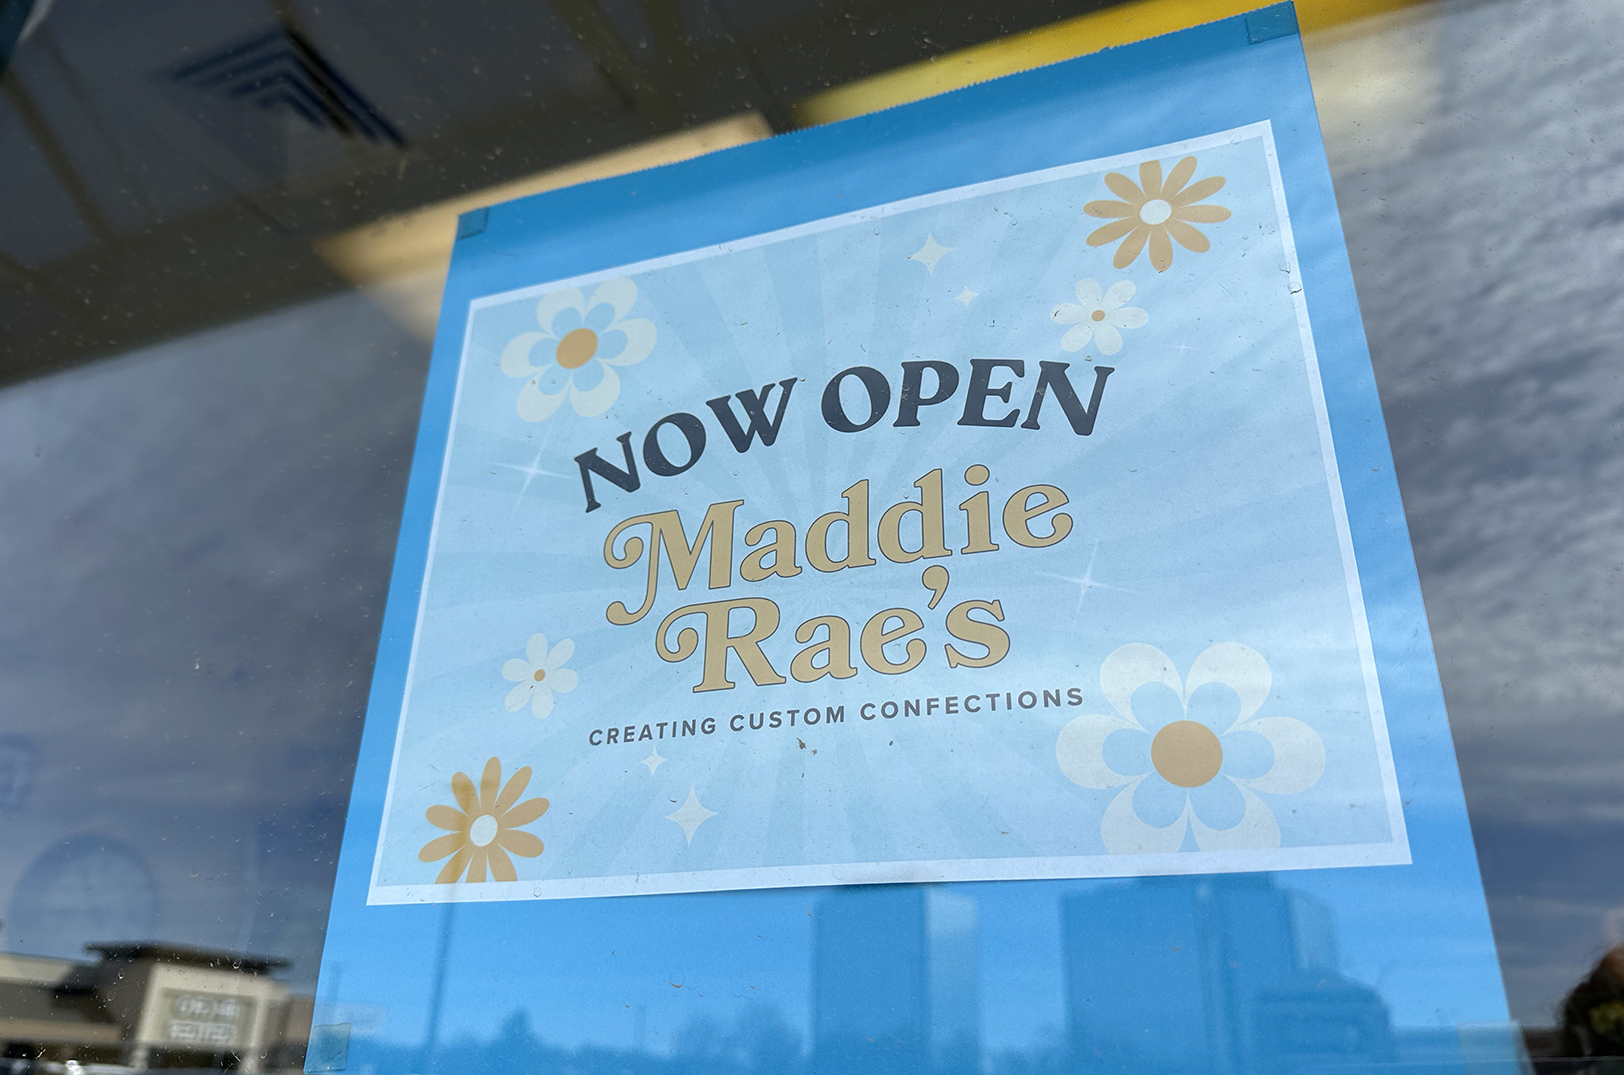 NOW OPEN
Maddie
Rae's
CREATING CUSTOM CONFECTIONS